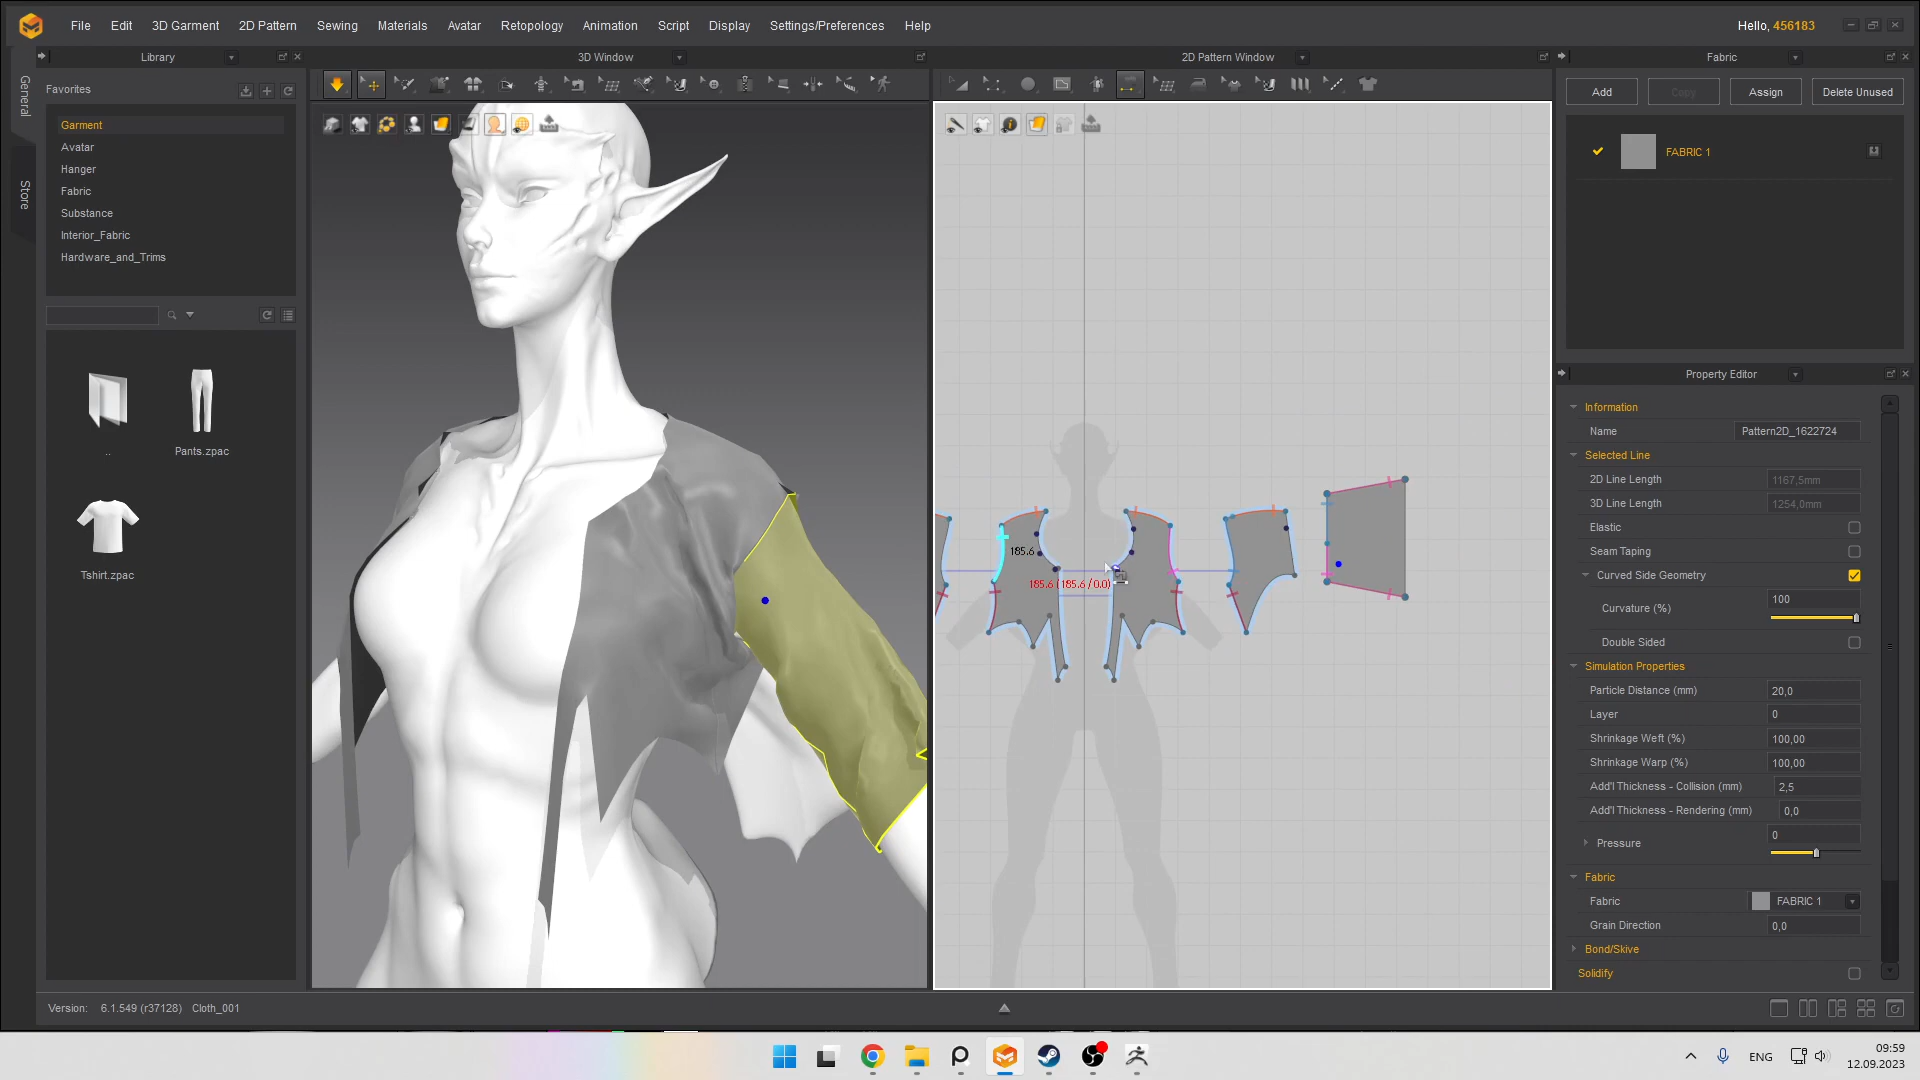 File Edit 3D Garment 2D Pattern Sewing Materials Avatar Retopology Animation Script Display Settings/Preferences Help
Hello, 456183
Library
3D Window
2D Pattern Window
Fabric
General
Store
Favorites
Garment
Avatar
Hanger
Fabric
Substance
Interior_Fabric
Hardware_and_Trims
..
Pants.zpac
Tshirt.zpac
185.6
185.6 (185.6 / 0.0)
Add
Copy
Assign
Delete Unused
FABRIC 1
Property Editor
Information
Name Pattern2D_1622724
Selected Line
2D Line Length 1167,5mm
3D Line Length 1254,0mm
Elastic
Seam Taping
Curved Side Geometry
Curvature (%) 100
Double Sided
Simulation Properties
Particle Distance (mm) 20,0
Layer 0
Shrinkage Weft (%) 100,00
Shrinkage Warp (%) 100,00
Add'l Thickness - Collision (mm) 2,5
Add'l Thickness - Rendering (mm) 0,0
Pressure 0
Fabric
Fabric FABRIC 1
Grain Direction 0,0
Bond/Skive
Solidify
Version: 6.1.549 (r37128) Cloth_001
ENG
09:59
12.09.2023